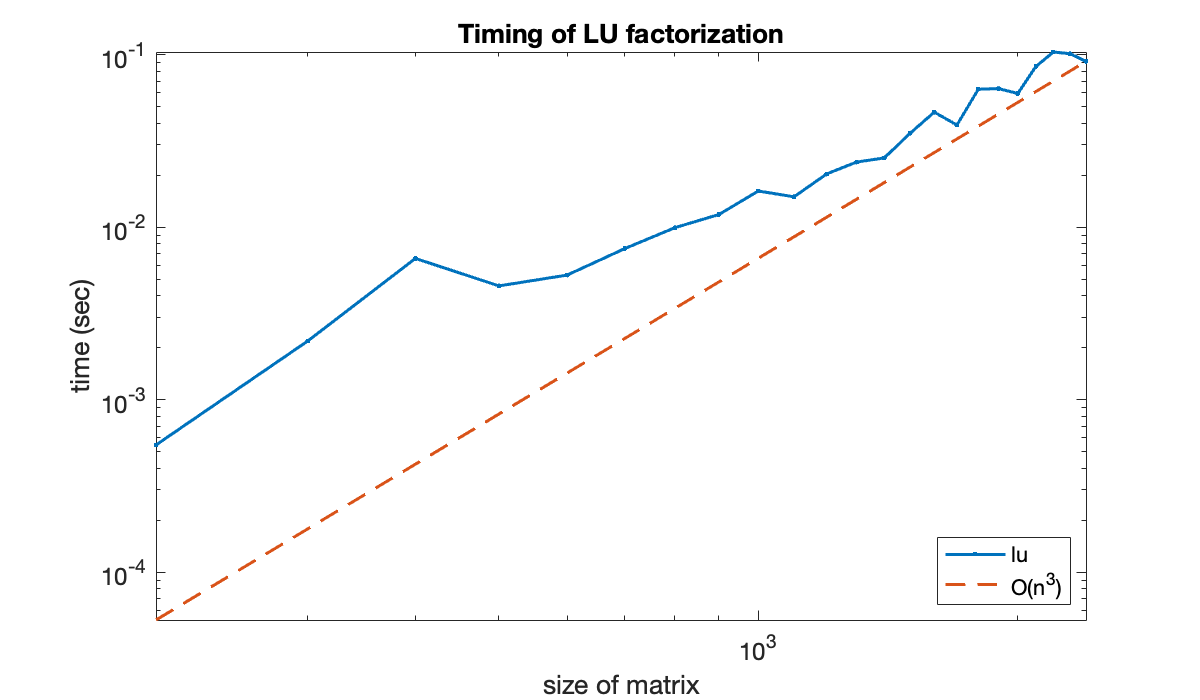 Timing of LU factorization
10^-1
10^-2
10^-3
10^-4
time (sec)
10^3
size of matrix
lu
O(n^3)